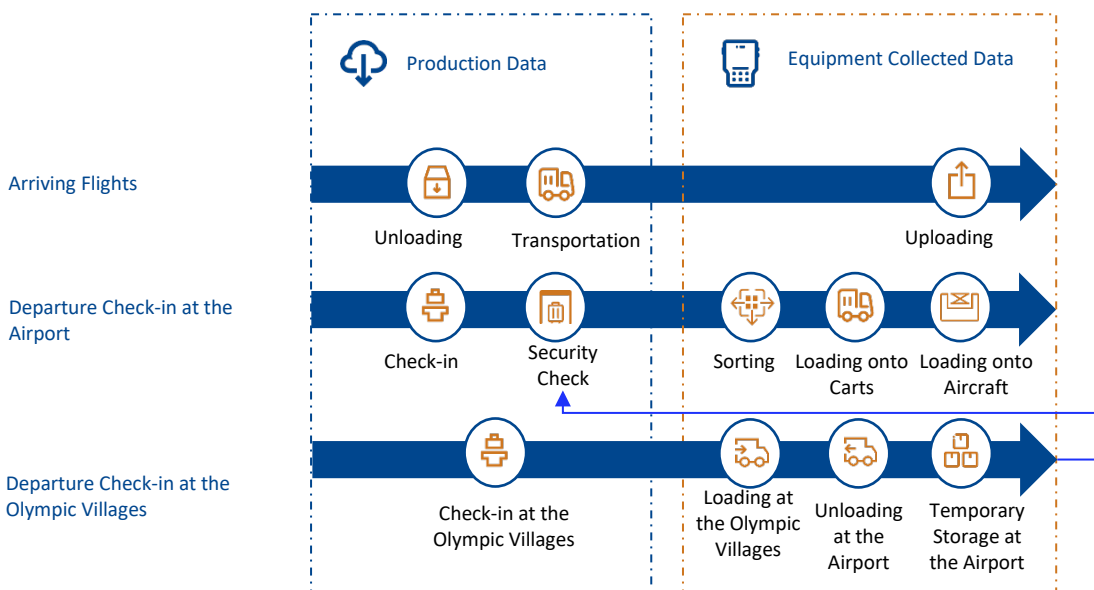 Production Data
Equipment Collected Data
Arriving Flights
Unloading
Transportation
Uploading
Departure Check-in at the
Airport
Check-in
Security
Check
Sorting
Loading onto
Carts
Loading onto
Aircraft
Departure Check-in at the
Olympic Villages
Check-in at the
Olympic Villages
Loading at
the Olympic
Villages
Unloading
at the
Airport
Temporary
Storage at
the Airport